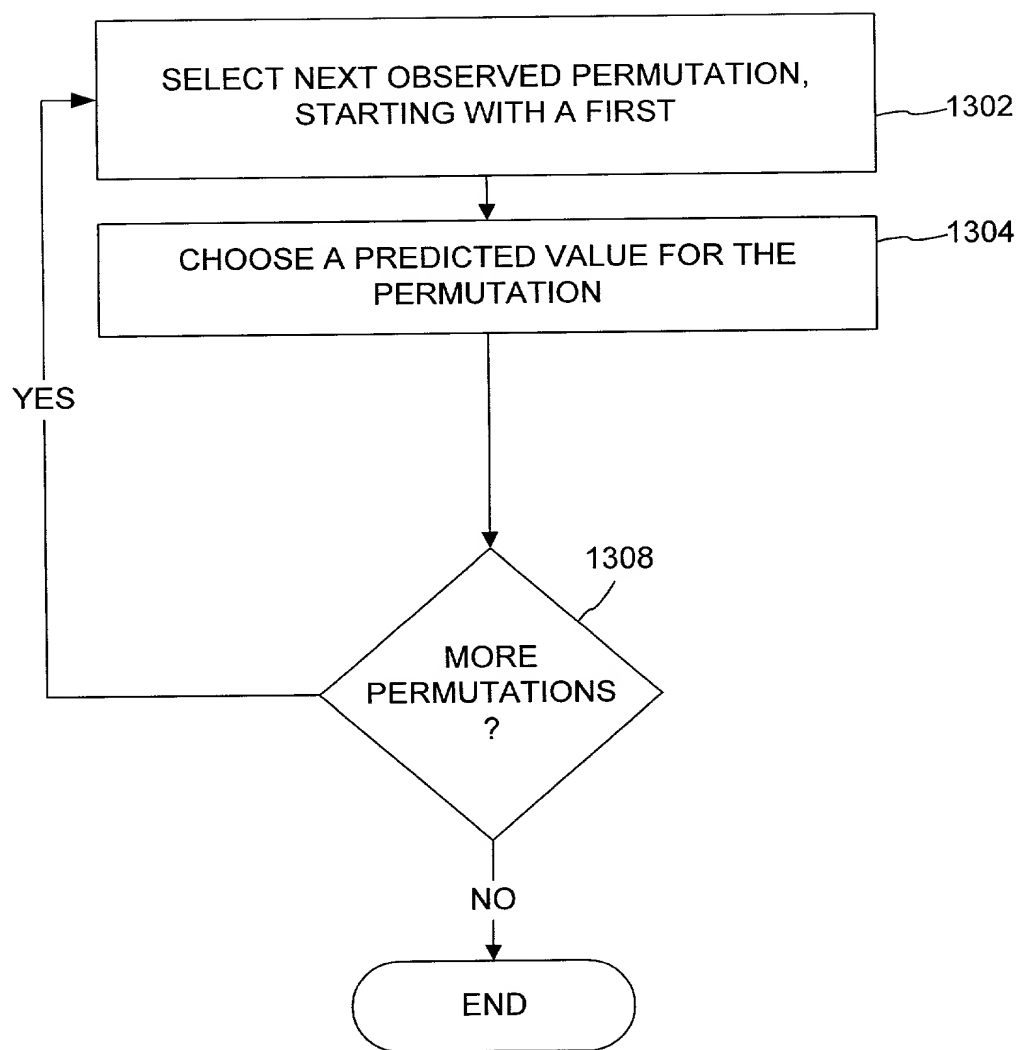 SELECT NEXT OBSERVED PERMUTATION,
STARTING WITH A FIRST
1302
CHOOSE A PREDICTED VALUE FOR THE
PERMUTATION
1304
YES
1308
MORE
PERMUTATIONS
?
NO
END